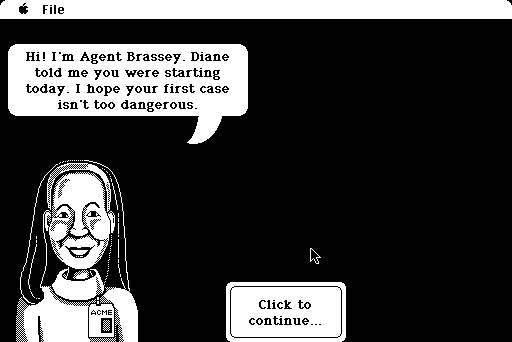 File
Hi! I'm Agent Brassey. Diane
told me you were starting
today. I hope your first case
isn't too dangerous.
ACME
Click to
continue...